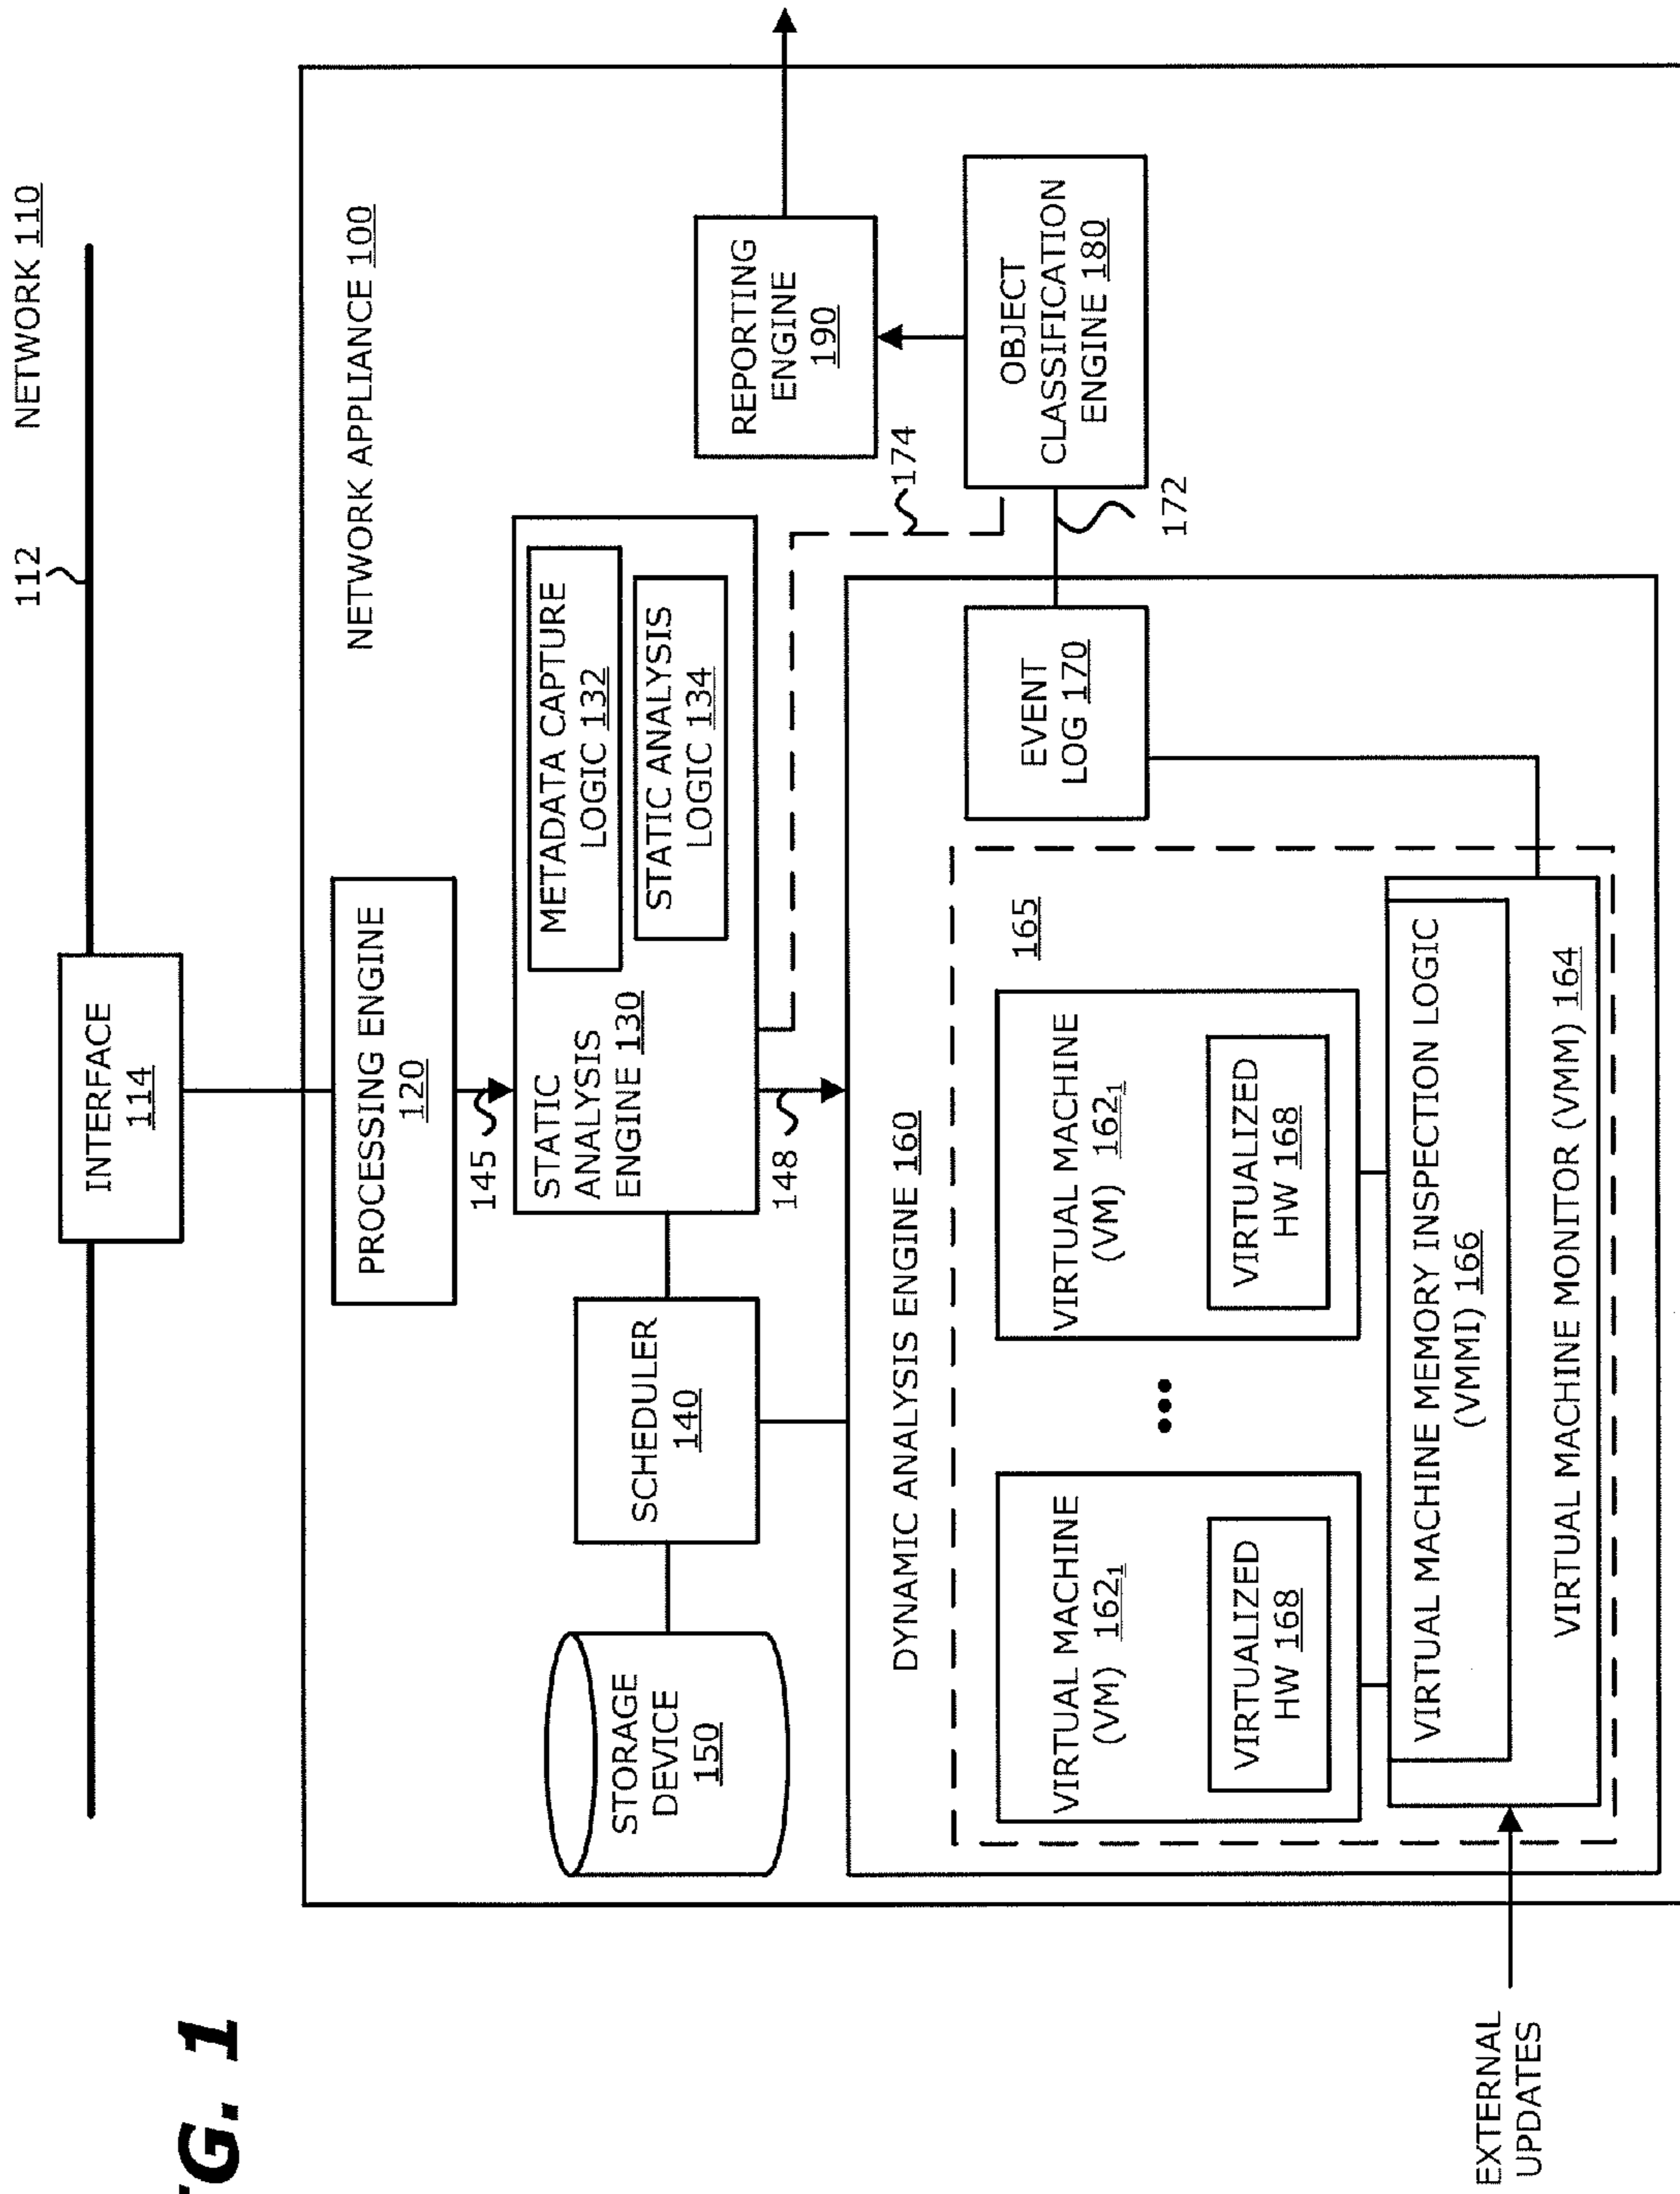 NETWORK 110
112
INTERFACE
114
NETWORK APPLIANCE 100
PROCESSING ENGINE
120
145
STATIC
ANALYSIS
ENGINE 130
METADATA CAPTURE
LOGIC 132
STATIC ANALYSIS
LOGIC 134
148
SCHEDULER
140
STORAGE
DEVICE
150
REPORTING
ENGINE
190
174
OBJECT
CLASSIFICATION
ENGINE 180
172
EVENT
LOG 170
DYNAMIC ANALYSIS ENGINE 160
165
VIRTUAL MACHINE
(VM) 162₁
VIRTUALIZED
HW 168
•••
VIRTUAL MACHINE
(VM) 162₁
VIRTUALIZED
HW 168
VIRTUAL MACHINE MEMORY INSPECTION LOGIC
(VMMI) 166
VIRTUAL MACHINE MONITOR (VMM) 164
EXTERNAL
UPDATES
G. 1